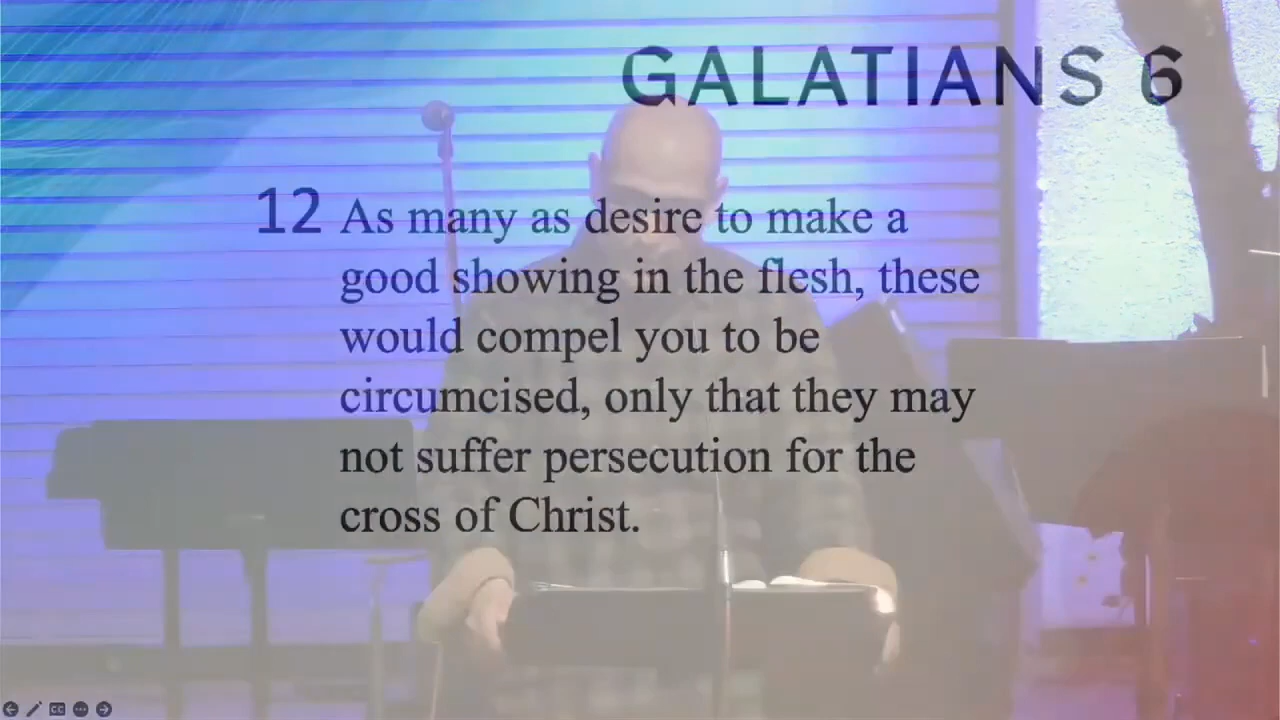 GALATIANS 6
12 As many as desire to make a
good showing in the flesh, these
would compel you to be
circumcised, only that they may
not suffer persecution for the
cross of Christ.
CC